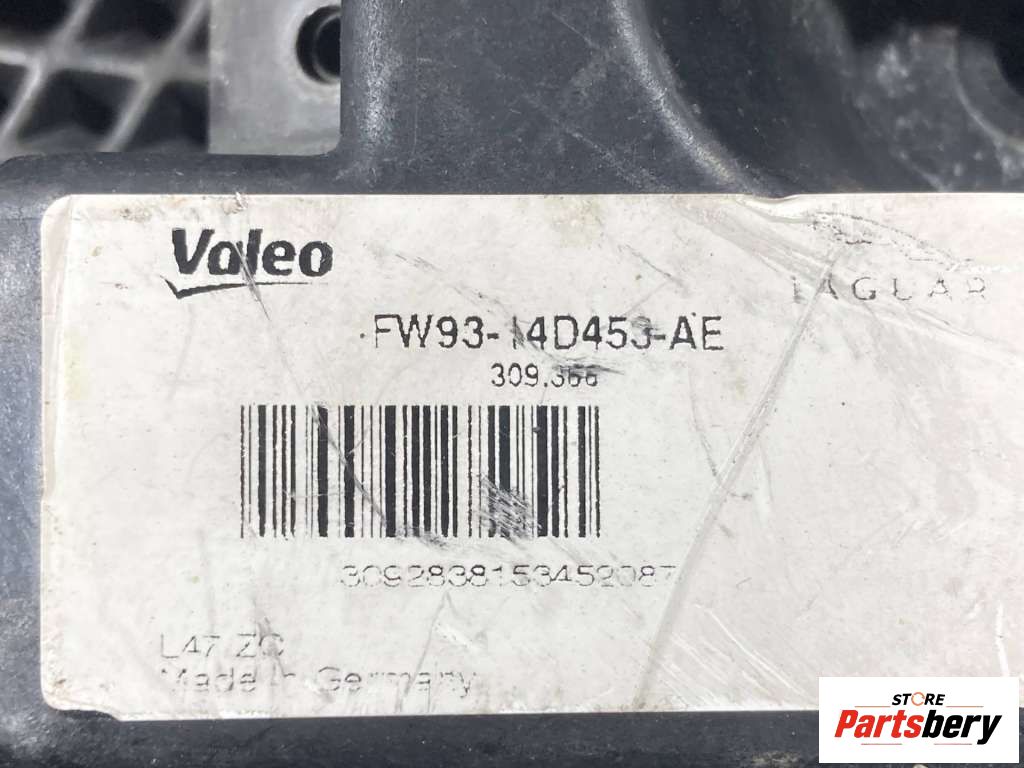 Valeo
JAGUAR
FW93-14D453-AE
309.366
3092838153452087
L47 ZC
Made in Germany
STORE
Partsbery